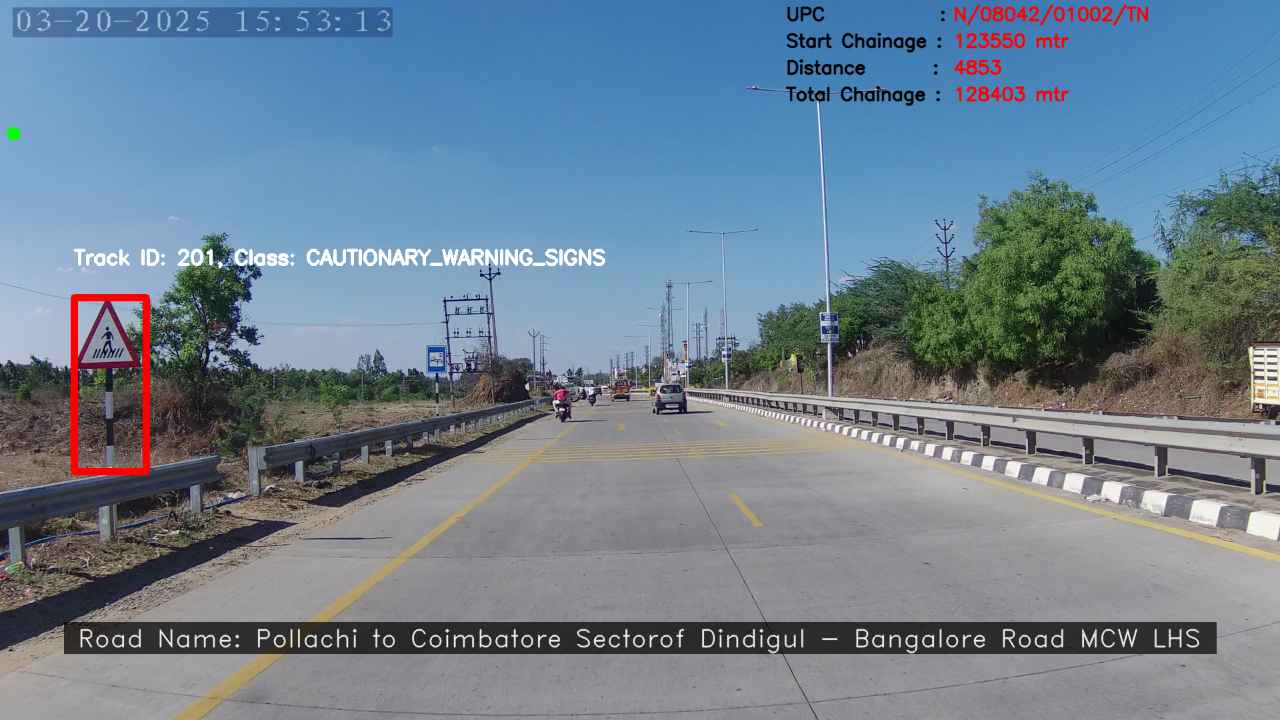 03-20-2025 15:53:13
UPC : N/08042/01002/TN
Start Chainage : 123550 mtr
Distance : 4853
Total Chainage : 128403 mtr
Track ID: 201, Class: CAUTIONARY_WARNING_SIGNS
Road Name: Pollachi to Coimbatore Sectorof Dindigul - Bangalore Road MCW LHS